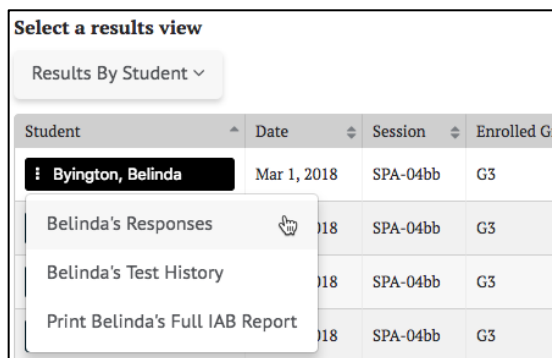 Select a results view
Results By Student
Student Date Session Enrolled G
Byington, Belinda Mar 1, 2018 SPA-04bb G3
Belinda's Responses 018 SPA-04bb G3
Belinda's Test History 018 SPA-04bb G3
Print Belinda's Full IAB Report 018 SPA-04bb G3